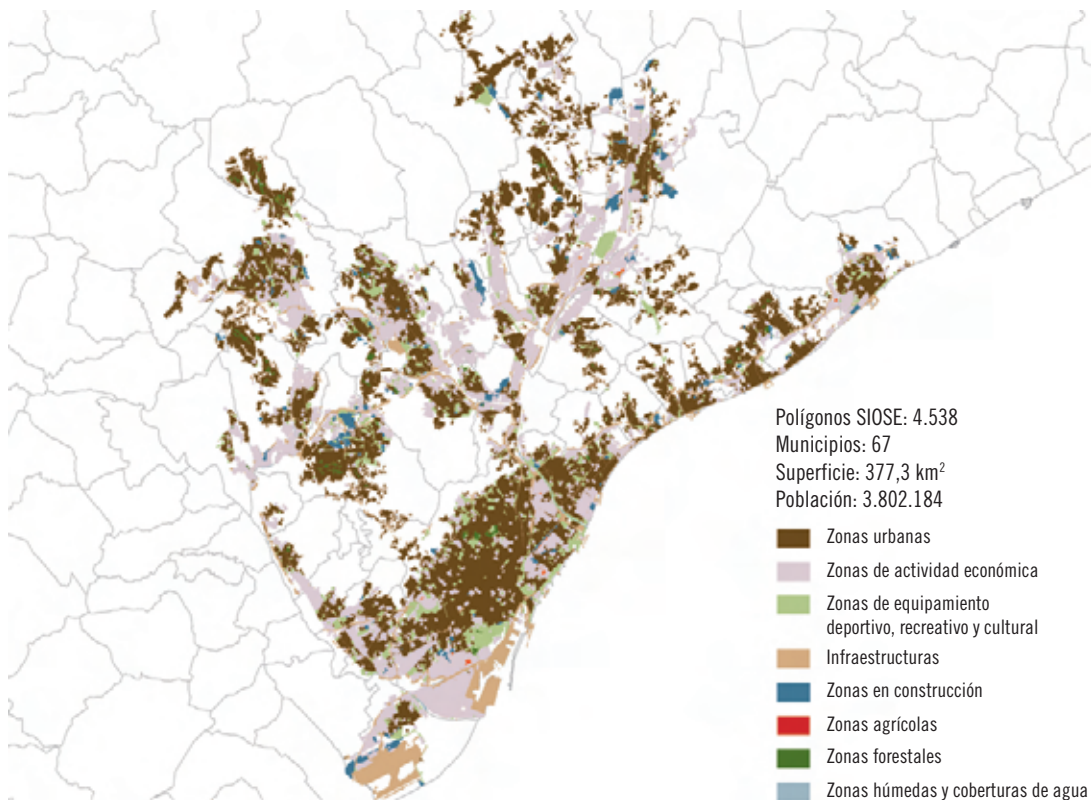 Polígonos SIOSE: 4.538
Municipios: 67
Superficie: 377,3 km²
Población: 3.802.184
Zonas urbanas
Zonas de actividad económica
Zonas de equipamiento
deportivo, recreativo y cultural
Infraestructuras
Zonas en construcción
Zonas agrícolas
Zonas forestales
Zonas húmedas y coberturas de agua